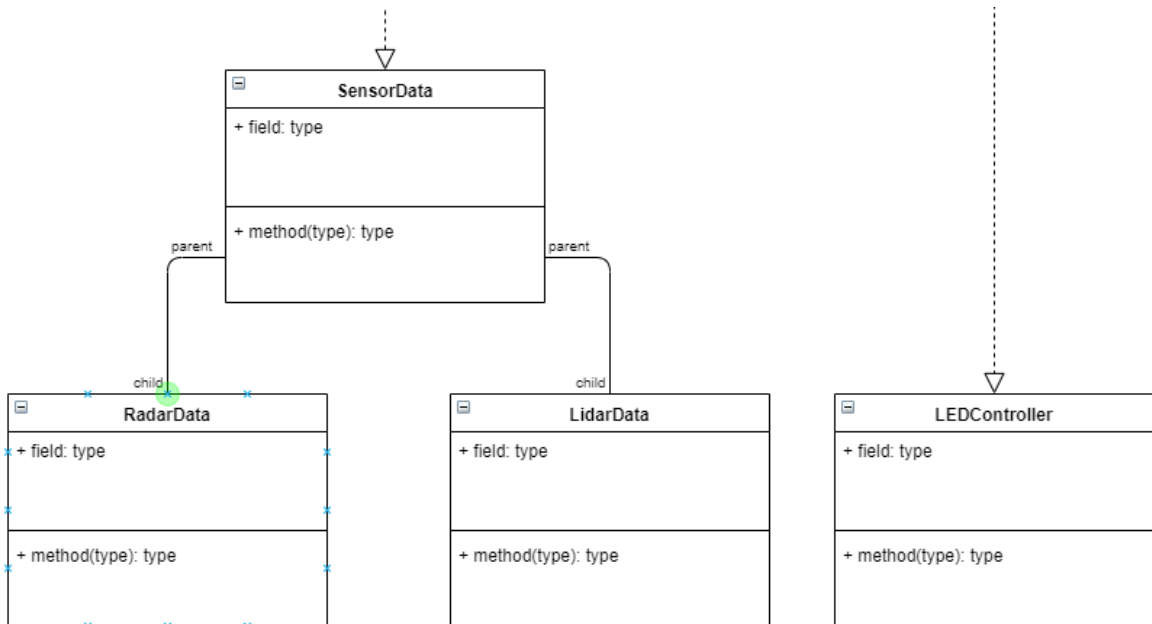 SensorData
+ field: type
+ method(type): type
parent
parent
child
child
RadarData
+ field: type
+ method(type): type
LidarData
+ field: type
+ method(type): type
LEDController
+ field: type
+ method(type): type